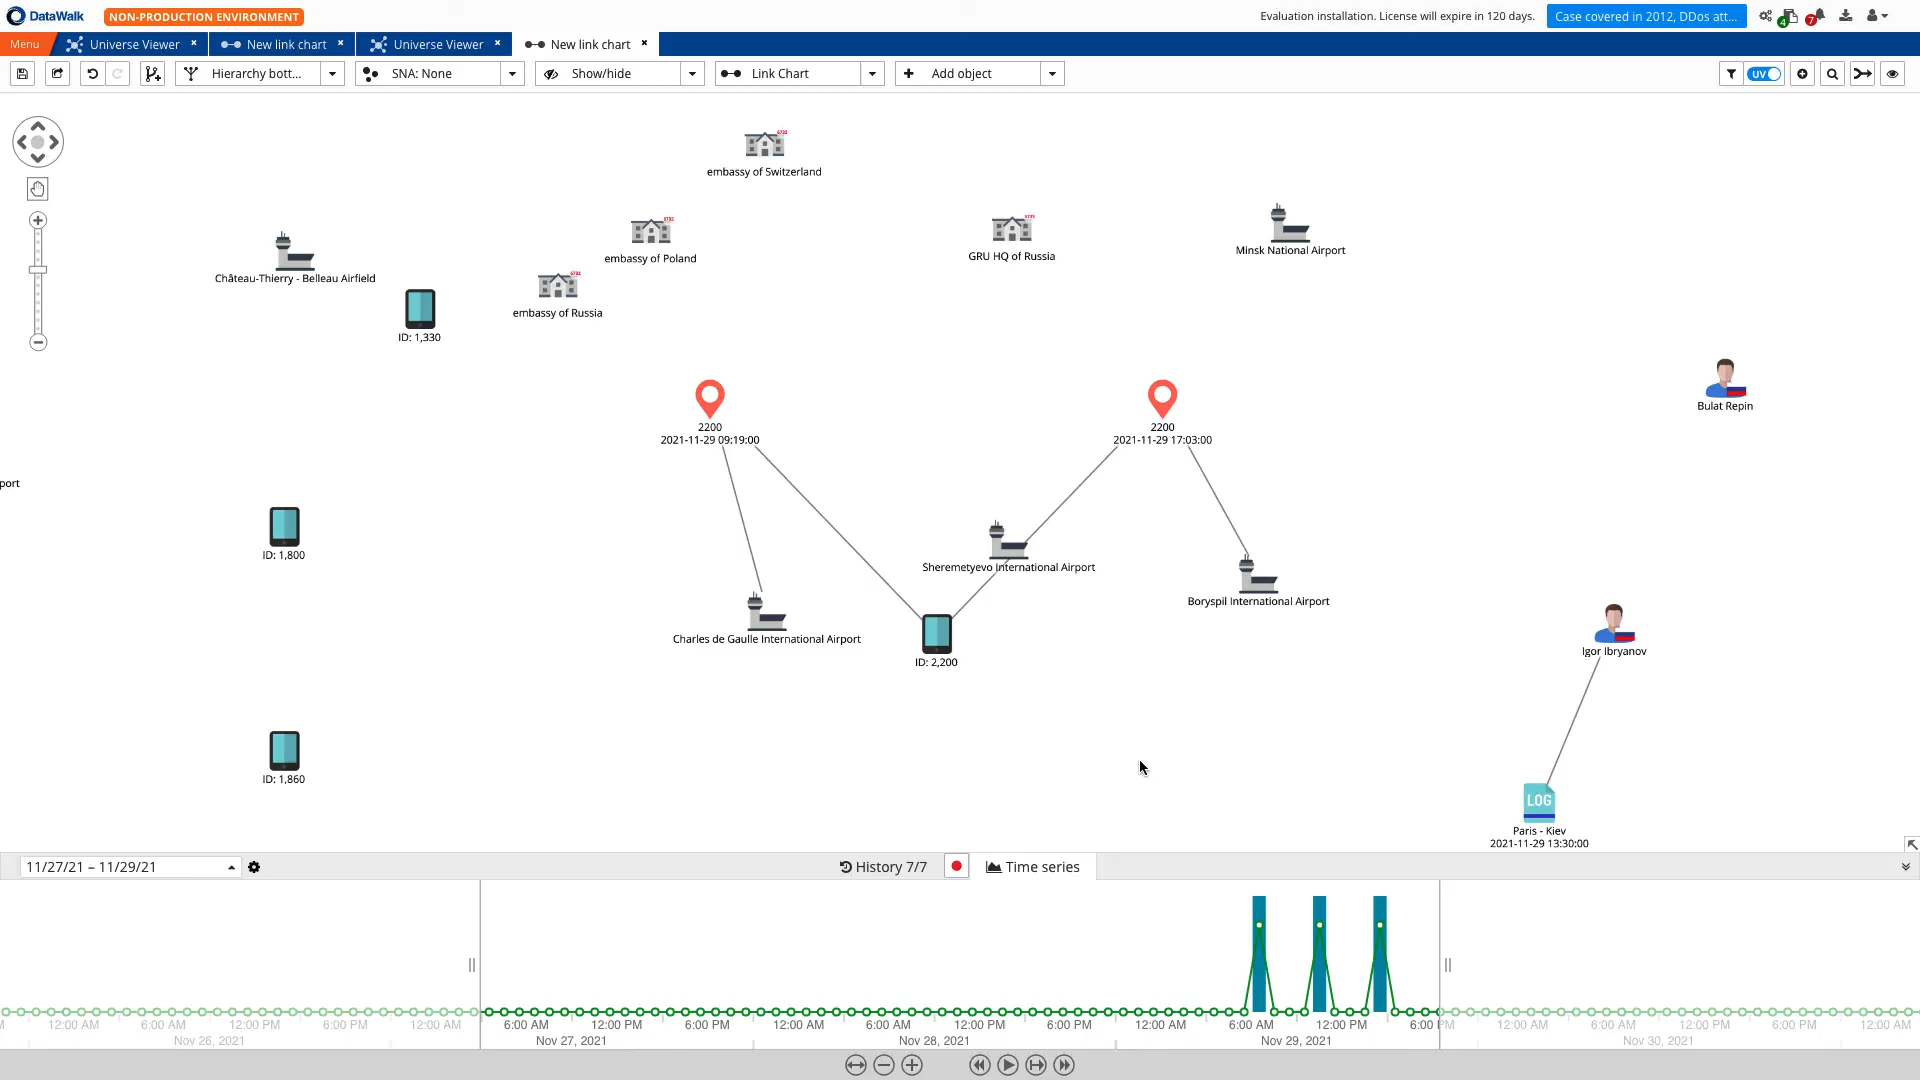 DataWalk
NON-PRODUCTION ENVIRONMENT
Evaluation installation. License will expire in 120 days.
Case covered in 2012, DDos att...
4
7
Menu
Universe Viewer
New link chart
Universe Viewer
New link chart
Hierarchy bott...
SNA: None
Show/hide
Link Chart
Add object
UV
embassy of Switzerland
embassy of Poland
GRU HQ of Russia
Minsk National Airport
Château-Thierry - Belleau Airfield
embassy of Russia
ID: 1,330
Bulat Repin
2200
2021-11-29 09:19:00
2200
2021-11-29 17:03:00
port
ID: 1,800
Sheremetyevo International Airport
Boryspil International Airport
Charles de Gaulle International Airport
ID: 2,200
Igor Ibryanov
ID: 1,860
LOG
Paris - Kiev
2021-11-29 13:30:00
11/27/21 – 11/29/21
History 7/7
Time series
M 12:00 AM 6:00 AM 12:00 PM 6:00 PM 12:00 AM 6:00 AM 12:00 PM 6:00 PM 12:00 AM 6:00 AM 12:00 PM 6:00 PM 12:00 AM 6:00 AM 12:00 PM 6:00 PM 12:00 AM 6:00 AM 12:00 PM 6:00 PM 12:00 AM
Nov 26, 2021 Nov 27, 2021 Nov 28, 2021 Nov 29, 2021 Nov 30, 2021